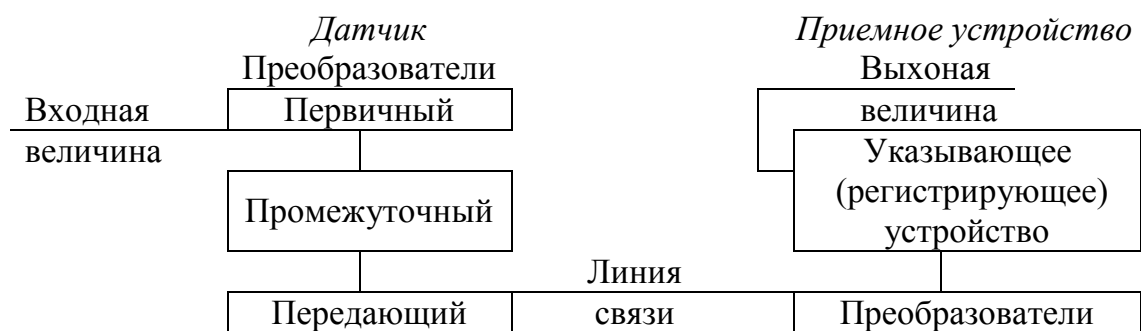 Датчик
Преобразователи
Входная
величина
Первичный
Промежуточный
Передающий
Линия
связи
Приемное устройство
Выхоная
величина
Указывающее
(регистрирующее)
устройство
Преобразователи